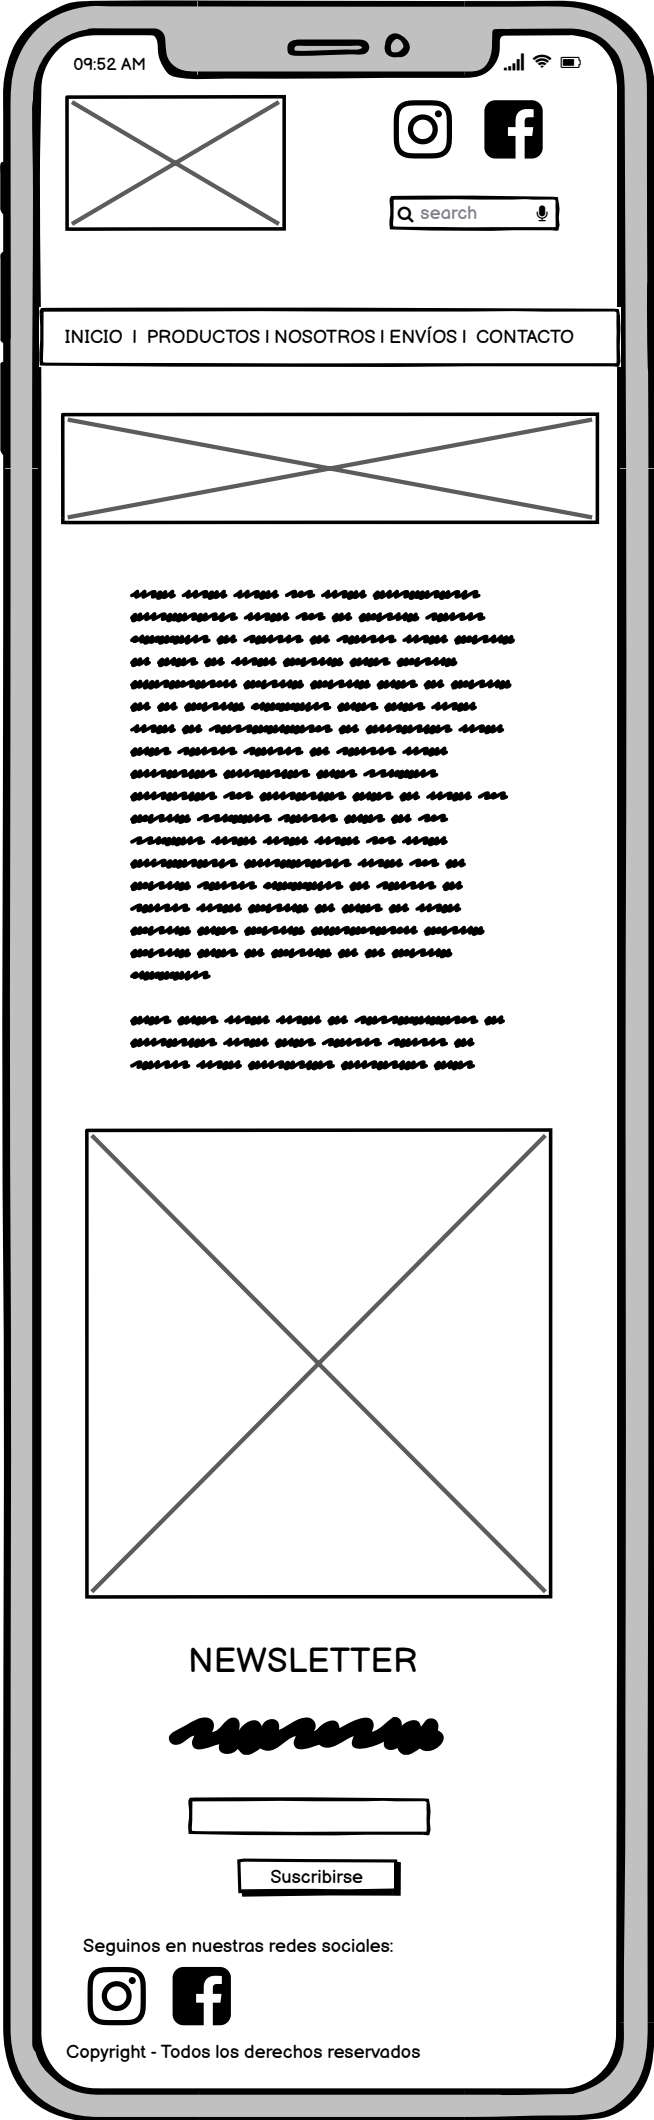 09:52 AM
search
INICIO | PRODUCTOS | NOSOTROS | ENVÍOS | CONTACTO
NEWSLETTER
Suscribirse
Seguinos en nuestras redes sociales:
Copyright - Todos los derechos reservados